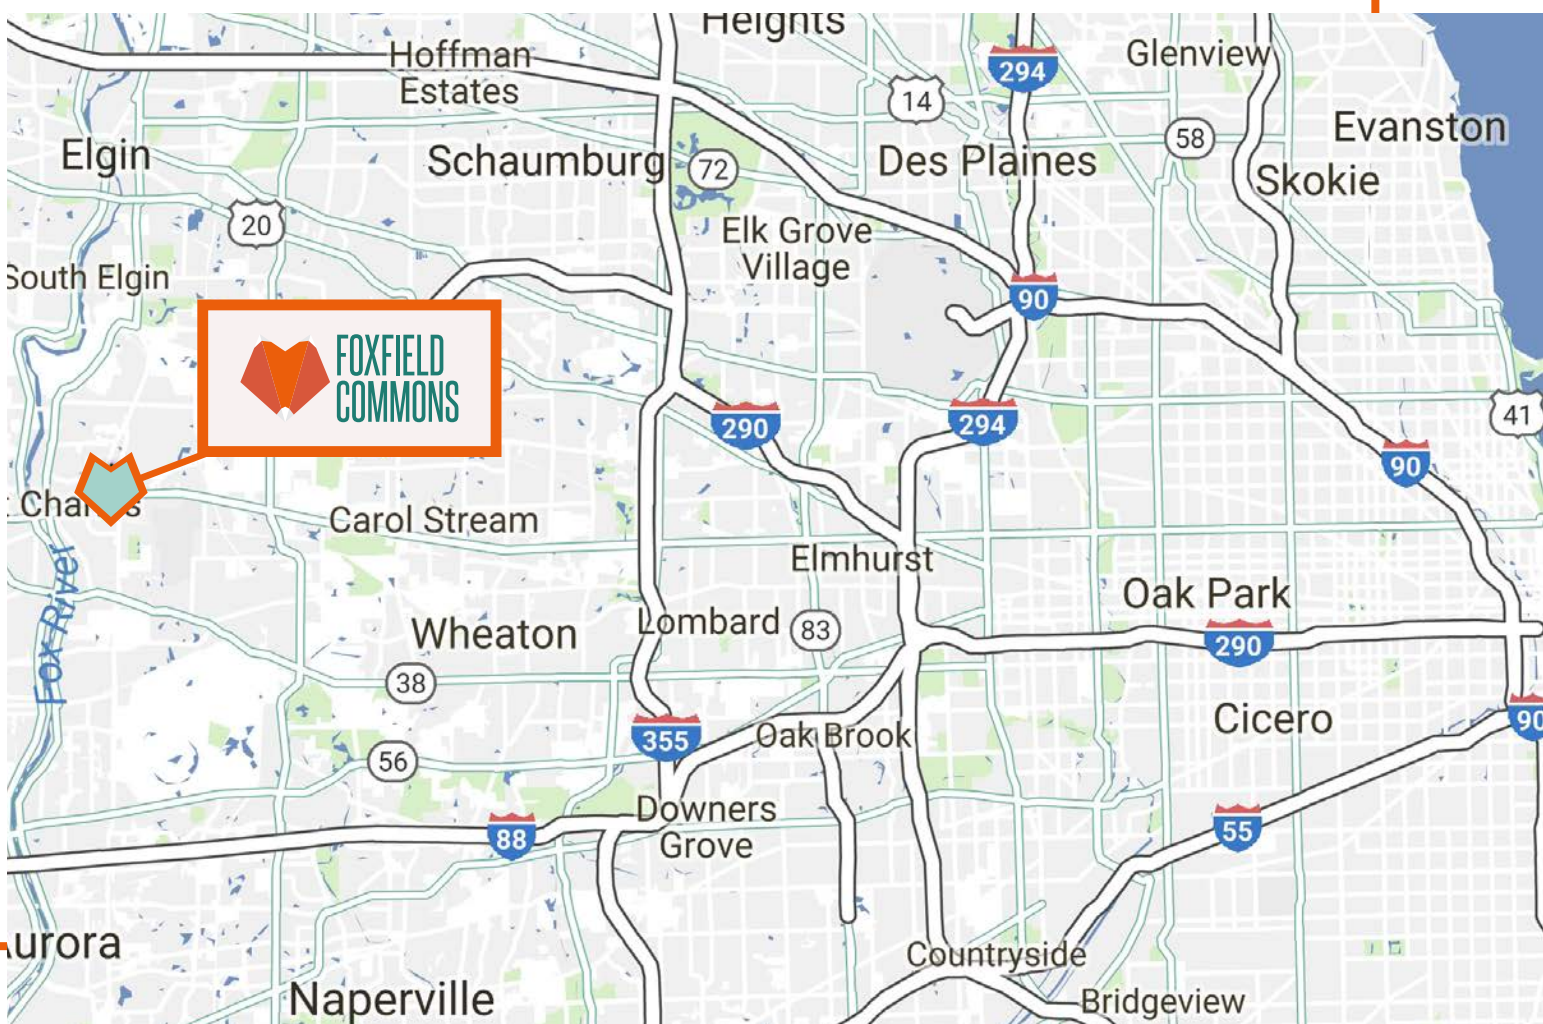 Heights
Hoffman
Estates
294
Glenview
14
Evanston
58
Elgin
Schaumburg
72
Des Plaines
Skokie
20
Elk Grove
Village
South Elgin
90
FOXFIELD
COMMONS
290
294
41
90
Charles
Carol Stream
Elmhurst
Fox River
Oak Park
Wheaton
Lombard
83
290
38
355
Oak Brook
Cicero
90
56
Downers
Grove
88
55
urora
Countryside
Naperville
Bridgeview